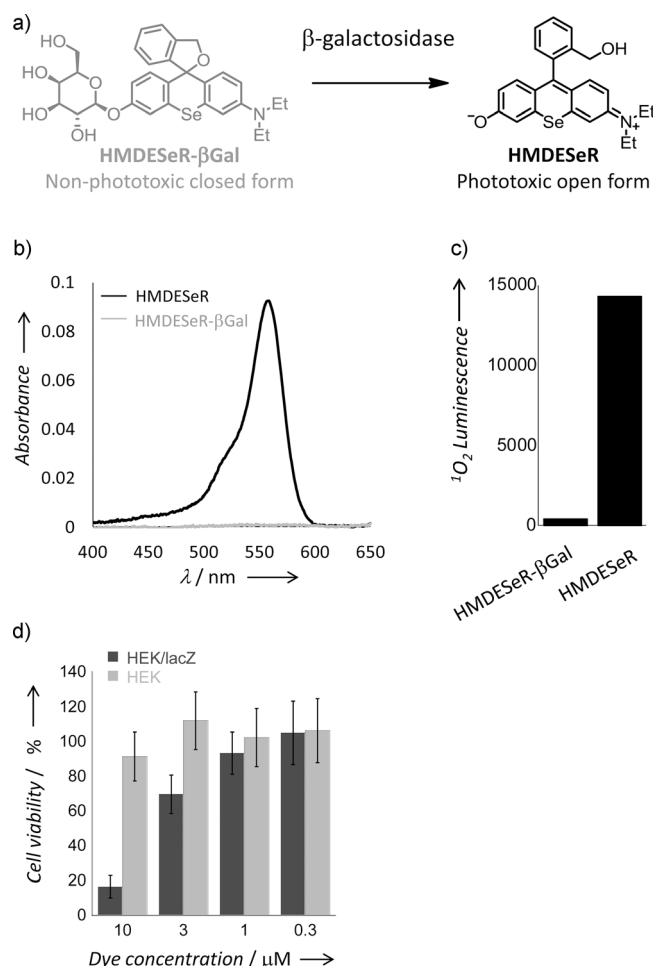 a)
β-galactosidase
HO
HO
HO
OH
O
O
O
Se
N
Et
Et
HMDESeR-βGal
Non-phototoxic closed form
OH
⁻O
Se
N⁺
Et
Et
HMDESeR
Phototoxic open form
b)
Absorbance
0.1
0.08
0.06
0.04
0.02
0
HMDESeR
HMDESeR-βGal
400 450 500 550 600 650
λ / nm
c)
¹O₂ Luminescence
15000
10000
5000
0
HMDESeR-βGal
HMDESeR
d)
HEK/lacZ
HEK
Cell viability / %
140
120
100
80
60
40
20
0
10 3 1 0.3
Dye concentration / μM